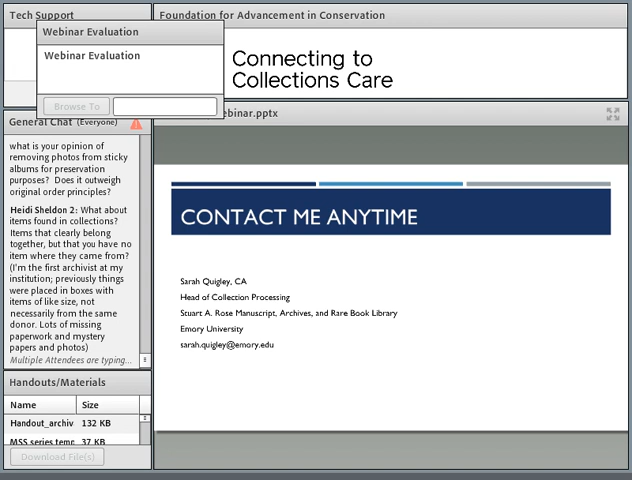 Tech Support
Foundation for Advancement in Conservation
Webinar Evaluation
Webinar Evaluation
Browse To
Connecting to
Collections Care
General Chat (Everyone)
ebinar.pptx
what is your opinion of
removing photos from sticky
albums for preservation
purposes? Does it outweigh
original order principles?
Heidi Sheldon 2: What about
items found in collections?
Items that clearly belong
together, but that you have no
item where they came from?
(I'm the first archivist at my
institution; previously things
were placed in boxes with
items of like size, not
necessarily from the same
donor. Lots of missing
paperwork and mystery
papers and photos)
Multiple Attendees are typing...
CONTACT ME ANYTIME
Sarah Quigley, CA
Head of Collection Processing
Stuart A. Rose Manuscript, Archives, and Rare Book Library
Emory University
sarah.quigley@emory.edu
Handouts/Materials
Name Size
Handout_archiv 132 KB
MSS series temp 37 KB
Download File(s)